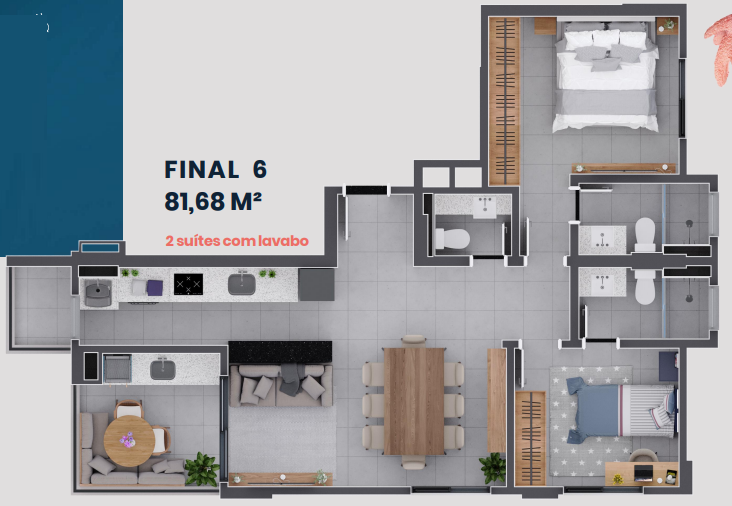 FINAL 6
81,68 M²
2 suítes com lavabo